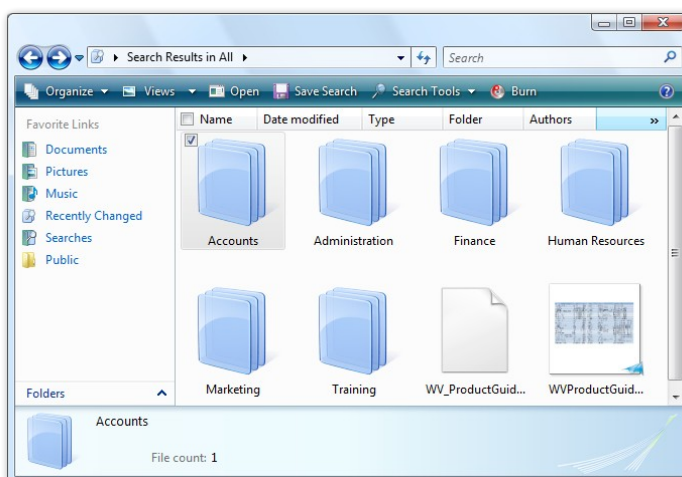 Search Results in All
Search
Organize Views Open Save Search Search Tools Burn
Favorite Links
Documents
Pictures
Music
Recently Changed
Searches
Public
Folders
Name Date modified Type Folder Authors »
Accounts Administration Finance Human Resources
Marketing Training WV_ProductGuid... WVProductGuid...
Accounts
File count: 1